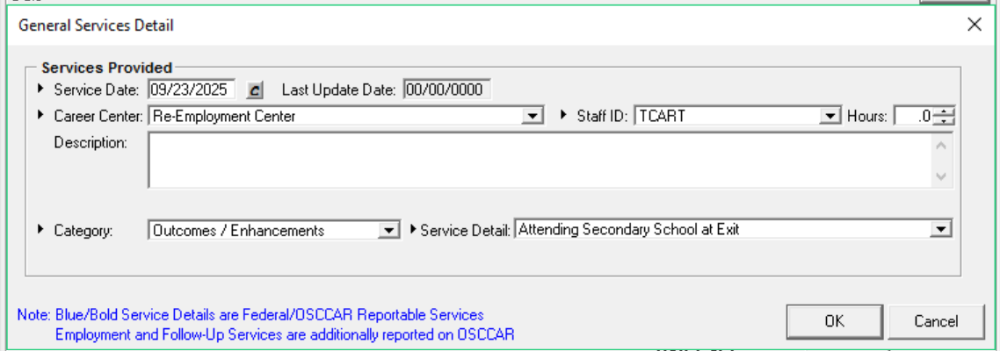 General Services Detail
Services Provided
Service Date: 09/23/2025 C Last Update Date: 00/00/0000
Career Center: Re-Employment Center Staff ID: TCART Hours: .0
Description:
Category: Outcomes / Enhancements Service Detail: Attending Secondary School at Exit
Note: Blue/Bold Service Details are Federal/OSCCAR Reportable Services
Employment and Follow-Up Services are additionally reported on OSCCAR
OK Cancel